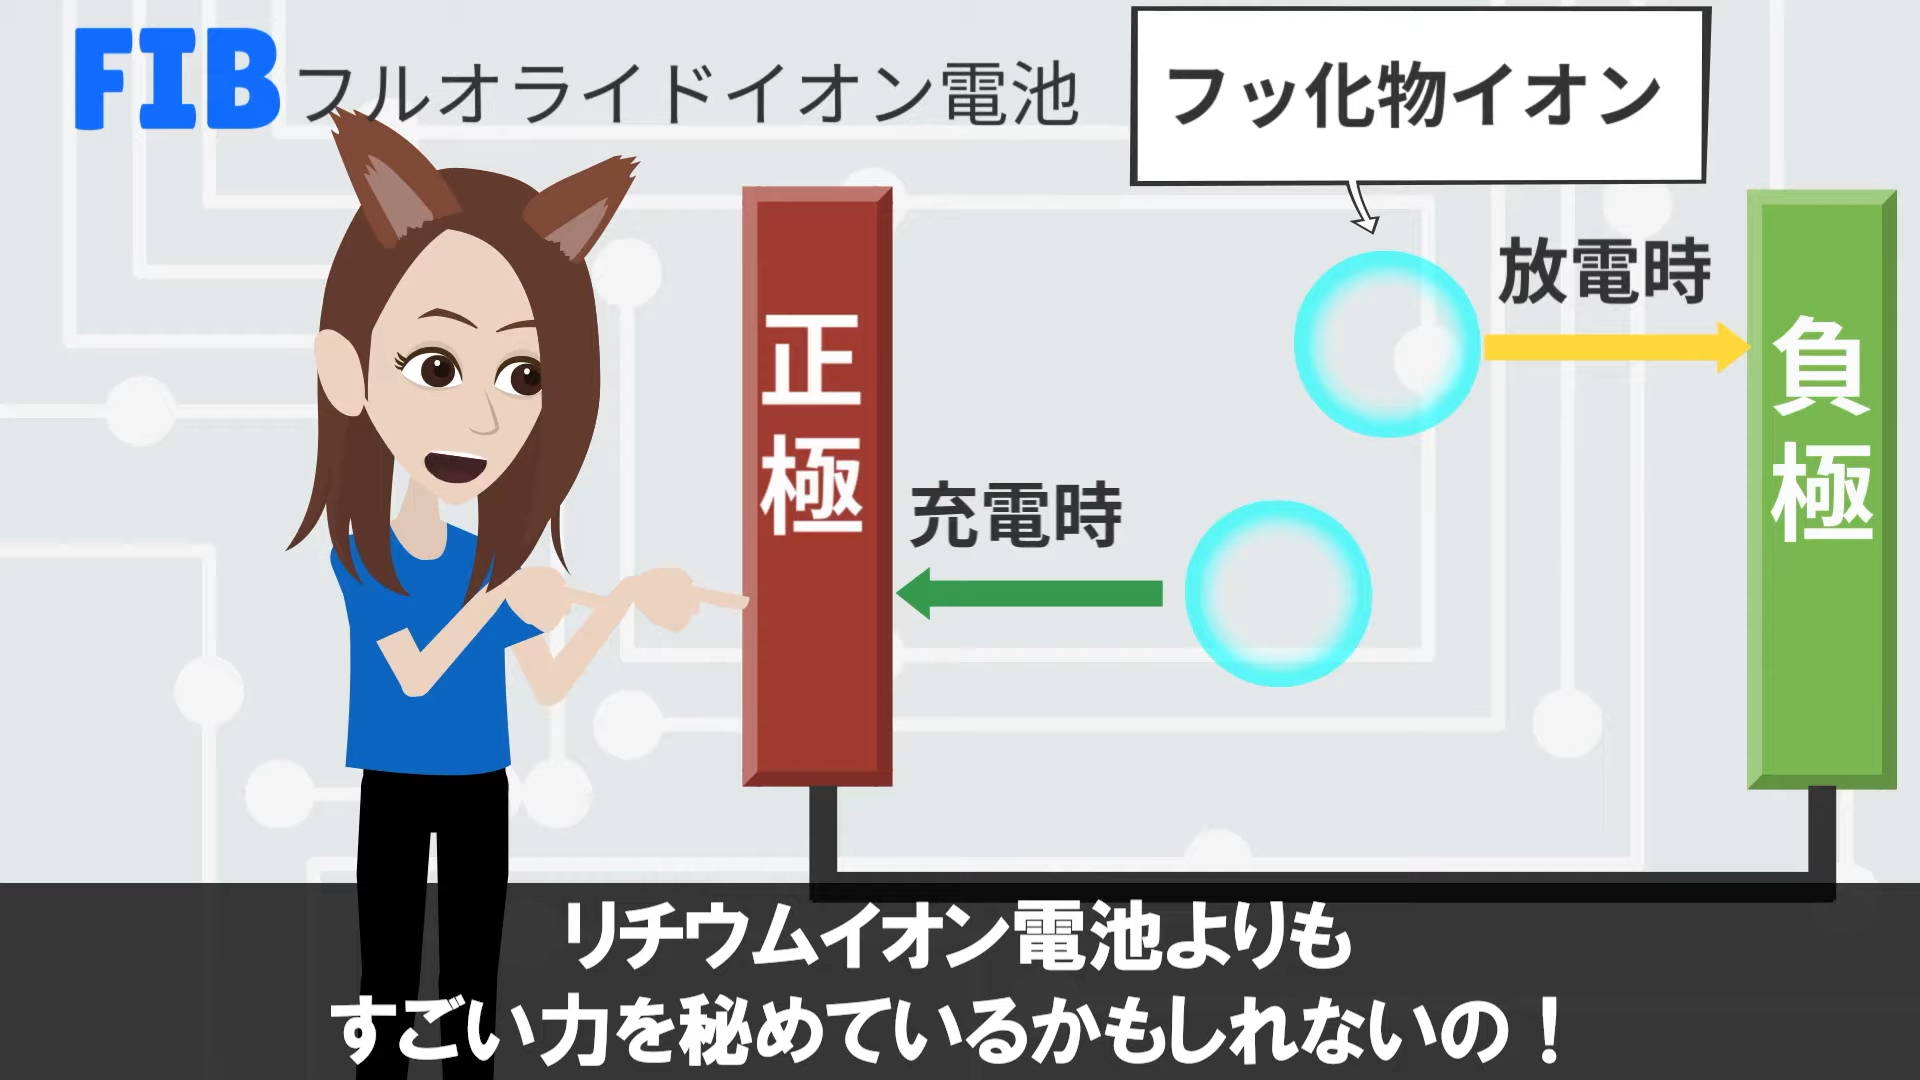 FIB フルオライドイオン電池
フッ化物イオン
放電時
正極
負極
充電時
リチウムイオン電池よりも
すごい力を秘めているかもしれないの！